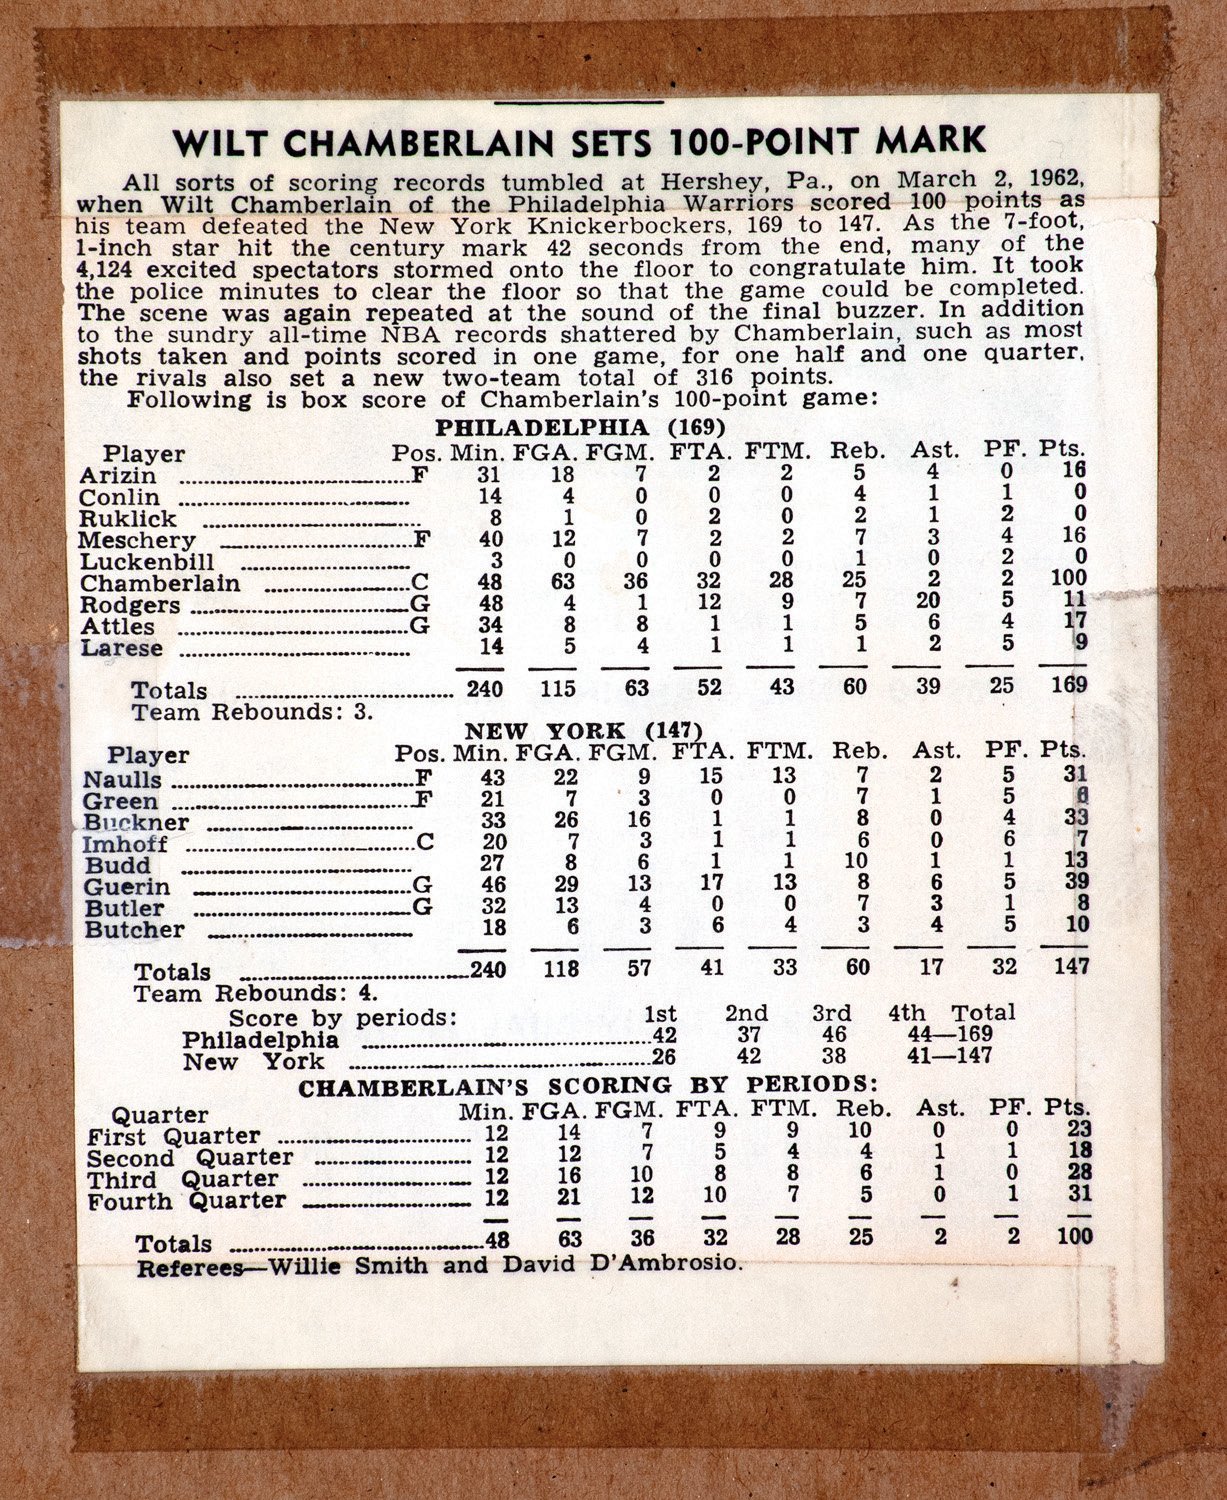 WILT CHAMBERLAIN SETS 100-POINT MARK
All sorts of scoring records tumbled at Hershey, Pa., on March 2, 1962,
when Wilt Chamberlain of the Philadelphia Warriors scored 100 points as
his team defeated the New York Knickerbockers, 169 to 147. As the 7-foot,
1-inch star hit the century mark 42 seconds from the end, many of the
4,124 excited spectators stormed onto the floor to congratulate him. It took
the police minutes to clear the floor so that the game could be completed.
The scene was again repeated at the sound of the final buzzer. In addition
to the sundry all-time NBA records shattered by Chamberlain, such as most
shots taken and points scored in one game, for one half and one quarter,
the rivals also set a new two-team total of 316 points.
Following is box score of Chamberlain's 100-point game:
PHILADELPHIA (169)
Player Pos. Min. FGA. FGM. FTA. FTM. Reb. Ast. PF. Pts.
Arizin ........ F 31 18 7 2 2 5 4 0 16
Conlin ........ 14 4 0 0 0 4 1 1 0
Ruklick ........ 8 1 0 2 0 2 1 2 0
Meschery ........ F 40 12 7 2 2 7 3 4 16
Luckenbill ........ 3 0 0 0 0 1 0 2 0
Chamberlain ........ C 48 63 36 32 28 25 2 2 100
Rodgers ........ G 48 4 1 12 9 7 20 5 11
Attles ........ G 34 8 8 1 1 5 6 4 17
Larese ........ 14 5 4 1 1 1 2 5 9
Totals ........ 240 115 63 52 43 60 39 25 169
Team Rebounds: 3.
NEW YORK (147)
Player Pos. Min. FGA. FGM. FTA. FTM. Reb. Ast. PF. Pts.
Naulls ........ F 43 22 9 15 13 7 2 5 31
Green ........ F 21 7 3 0 0 7 1 5 6
Buckner ........ 33 26 16 1 1 8 0 4 33
Imhoff ........ C 20 7 3 1 1 6 0 6 7
Budd ........ 27 8 6 1 1 10 1 1 13
Guerin ........ G 46 29 13 17 13 8 6 5 39
Butler ........ G 32 13 4 0 0 7 3 1 8
Butcher ........ 18 6 3 6 4 3 4 5 10
Totals ........ 240 118 57 41 33 60 17 32 147
Team Rebounds: 4.
Score by periods: 1st 2nd 3rd 4th Total
Philadelphia ........ 42 37 46 44—169
New York ........ 26 42 38 41—147
CHAMBERLAIN'S SCORING BY PERIODS:
Quarter Min. FGA. FGM. FTA. FTM. Reb. Ast. PF. Pts.
First Quarter ........ 12 14 7 9 9 10 0 0 23
Second Quarter ........ 12 12 7 5 4 4 1 1 18
Third Quarter ........ 12 16 10 8 8 6 1 0 28
Fourth Quarter ........ 12 21 12 10 7 5 0 1 31
Totals ........ 48 63 36 32 28 25 2 2 100
Referees—Willie Smith and David D'Ambrosio.